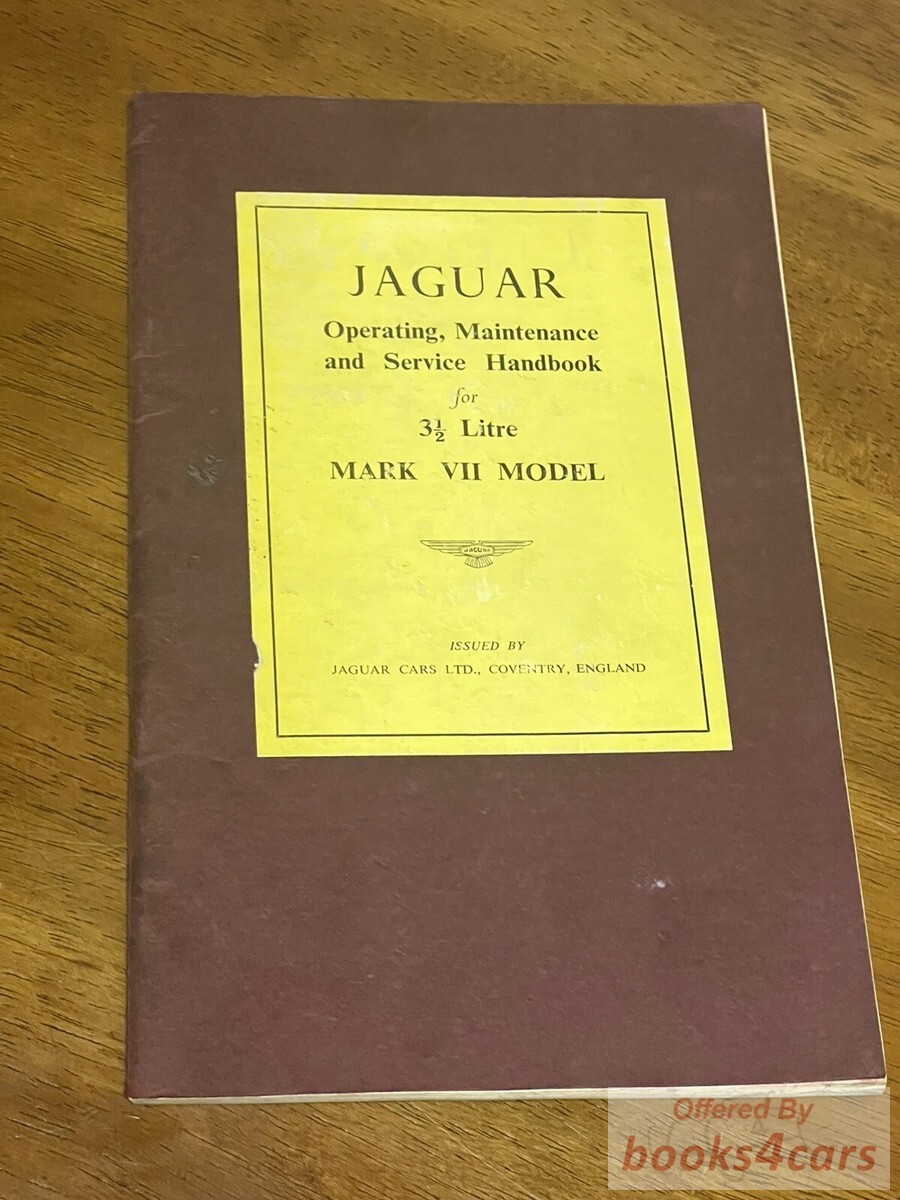 JAGUAR
Operating, Maintenance
and Service Handbook
for
3½ Litre
MARK VII MODEL
JAGUAR
ISSUED BY
JAGUAR CARS LTD., COVENTRY, ENGLAND
Offered By
books4cars